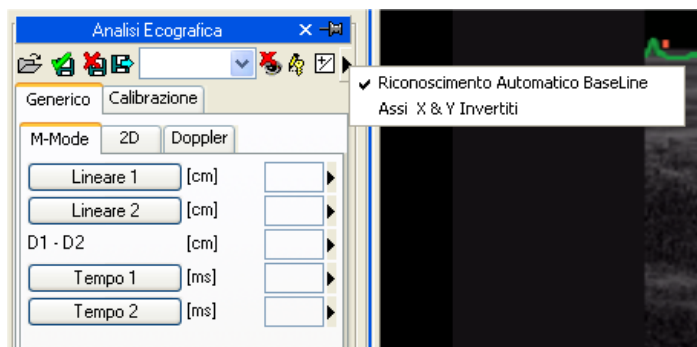 Analisi Ecografica
Riconoscimento Automatico BaseLine
Assi X & Y Invertiti
Generico Calibrazione
M-Mode 2D Doppler
Lineare 1 [cm]
Lineare 2 [cm]
D1 - D2 [cm]
Tempo 1 [ms]
Tempo 2 [ms]